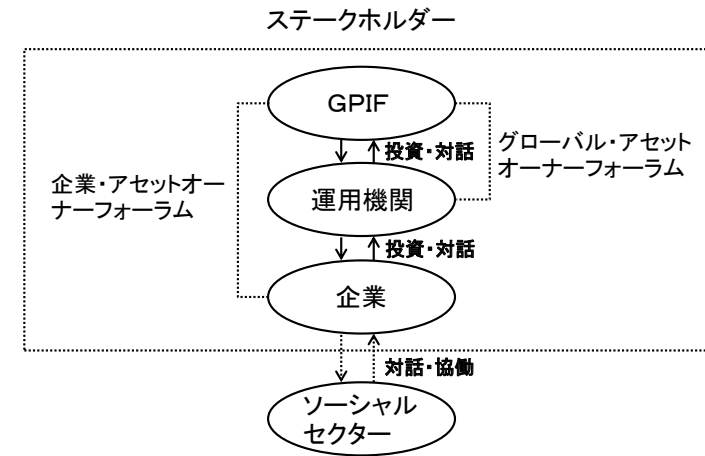 ステークホルダー
GPIF
投資・対話
グローバル・アセット
オーナーフォーラム
企業・アセットオー
ナーフォーラム
運用機関
投資・対話
企業
対話・協働
ソーシャル
セクター